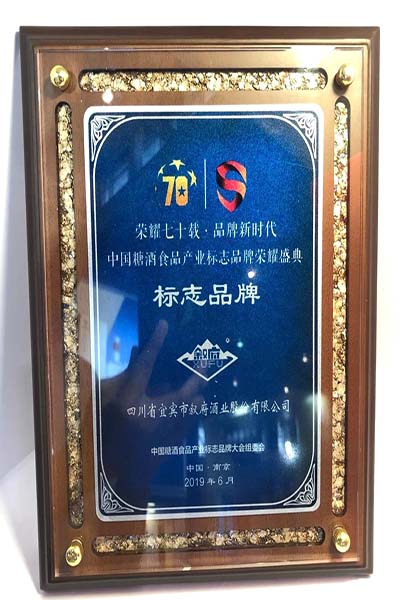 70
荣耀七十载·品牌新时代
中国糖酒食品产业标志品牌荣耀盛典
标志品牌
叙府
XUFU
四川省宜宾市叙府酒业股份有限公司
中国糖酒食品产业标志品牌大会组委会
中国·南京
2019年6月